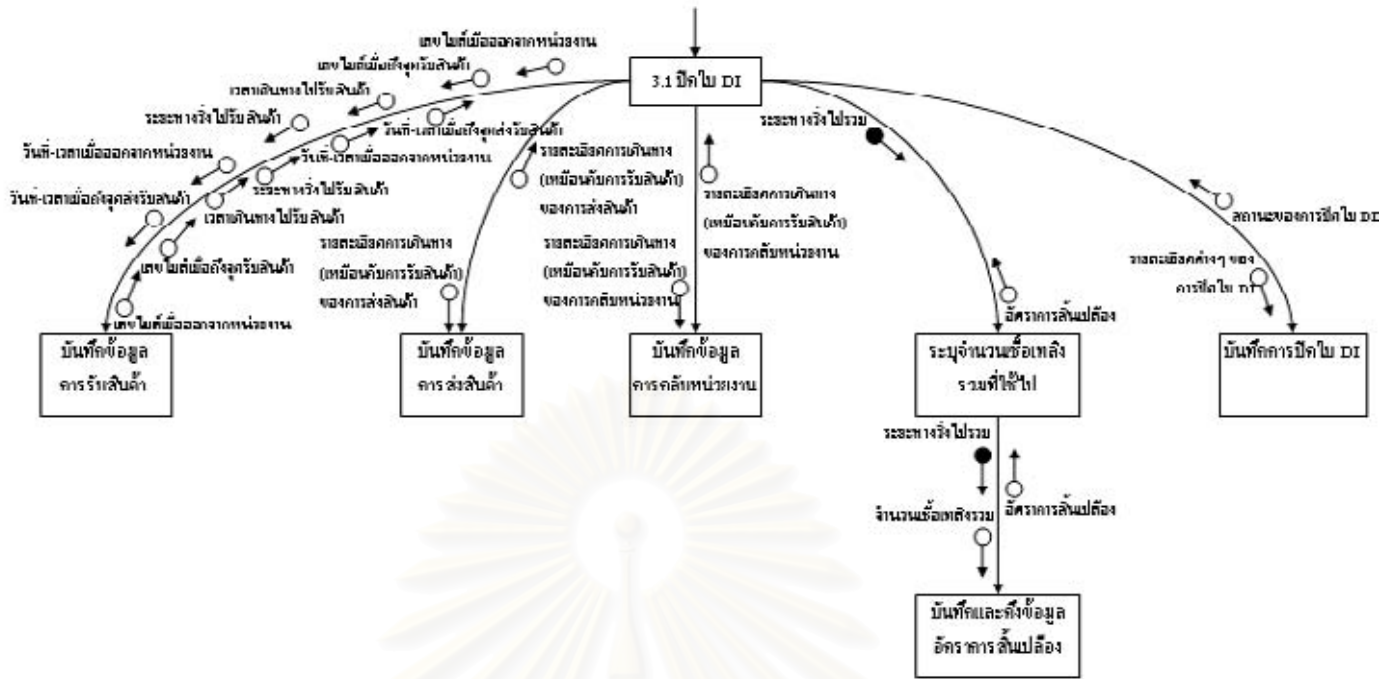 เลขไมล์เมื่อออกจากหน่วยงาน
เลขไมล์เมื่อถึงจุดรับสินค้า
เวลาเดินทางไปรับสินค้า
ระยะทางวิ่งไปรับสินค้า
วันที่-เวลาเมื่อออกจากหน่วยงาน
วันที่-เวลาเมื่อถึงจุดส่งรับสินค้า
3.1 ปิดใบ DI
วันที่-เวลาเมื่อถึงจุดส่งรับสินค้า
วันที่-เวลาเมื่อออกจากหน่วยงาน
ระยะทางวิ่งไปรับสินค้า
เวลาเดินทางไปรับสินค้า
เลขไมล์เมื่อถึงจุดรับสินค้า
เลขไมล์เมื่อออกจากหน่วยงาน
รายละเอียดการเดินทาง
(เหมือนกับการรับสินค้า)
ของการส่งสินค้า
รายละเอียดการเดินทาง
(เหมือนกับการรับสินค้า)
ของการส่งสินค้า
รายละเอียดการเดินทาง
(เหมือนกับการรับสินค้า)
ของการกลับหน่วยงาน
รายละเอียดการเดินทาง
(เหมือนกับการรับสินค้า)
ของการกลับหน่วยงาน
ระยะทางวิ่งไปรวม
อัตราการสิ้นเปลือง
สถานะของการปิดใบ DI
รายละเอียดต่างๆ ของ
การปิดใบ DI
บันทึกข้อมูล
การรับสินค้า
บันทึกข้อมูล
การส่งสินค้า
บันทึกข้อมูล
การกลับหน่วยงาน
ระบุจำนวนเชื้อเพลิง
รวมที่ใช้ไป
บันทึกการปิดใบ DI
ระยะทางวิ่งไปรวม
จำนวนเชื้อเพลิงรวม
อัตราการสิ้นเปลือง
บันทึกและดึงข้อมูล
อัตราการสิ้นเปลือง